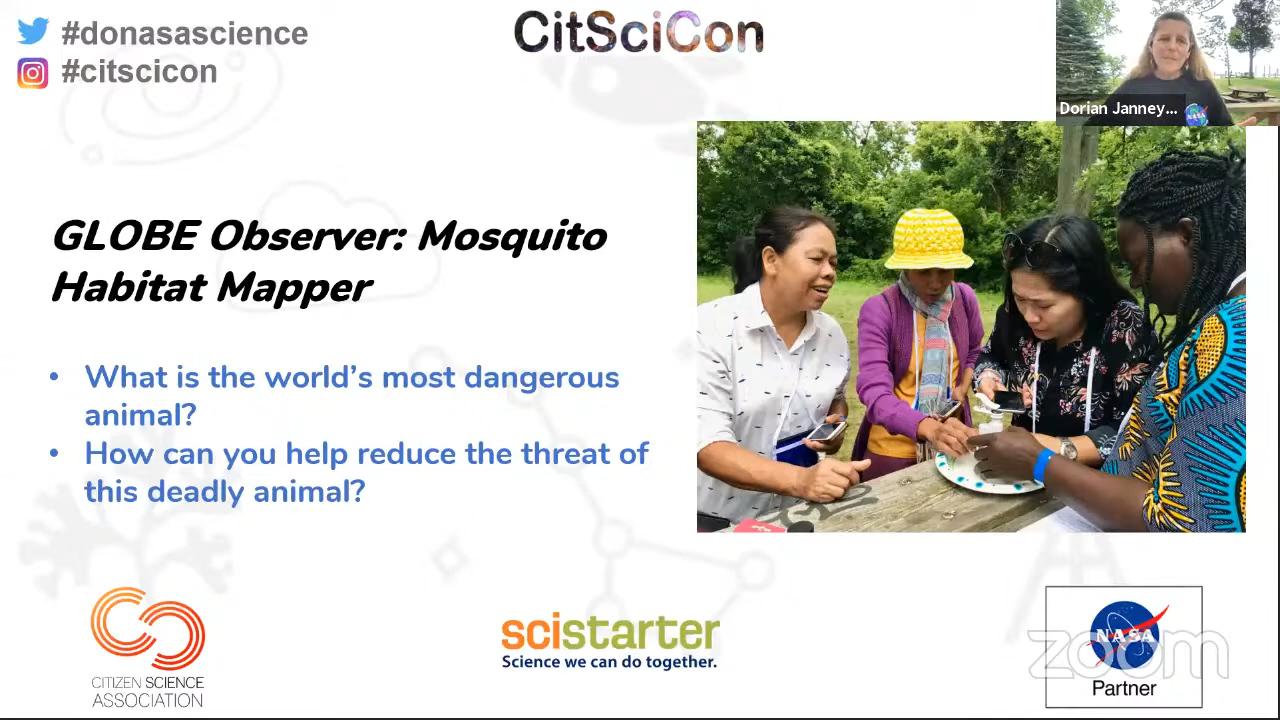 #donasascience
#citscicon
CitSciCon
Dorian Janney...
GLOBE Observer: Mosquito
Habitat Mapper
• What is the world's most dangerous
animal?
• How can you help reduce the threat of
this deadly animal?
CITIZEN SCIENCE
ASSOCIATION
scistarter
Science we can do together.
NASA
Partner
zoom
NASA